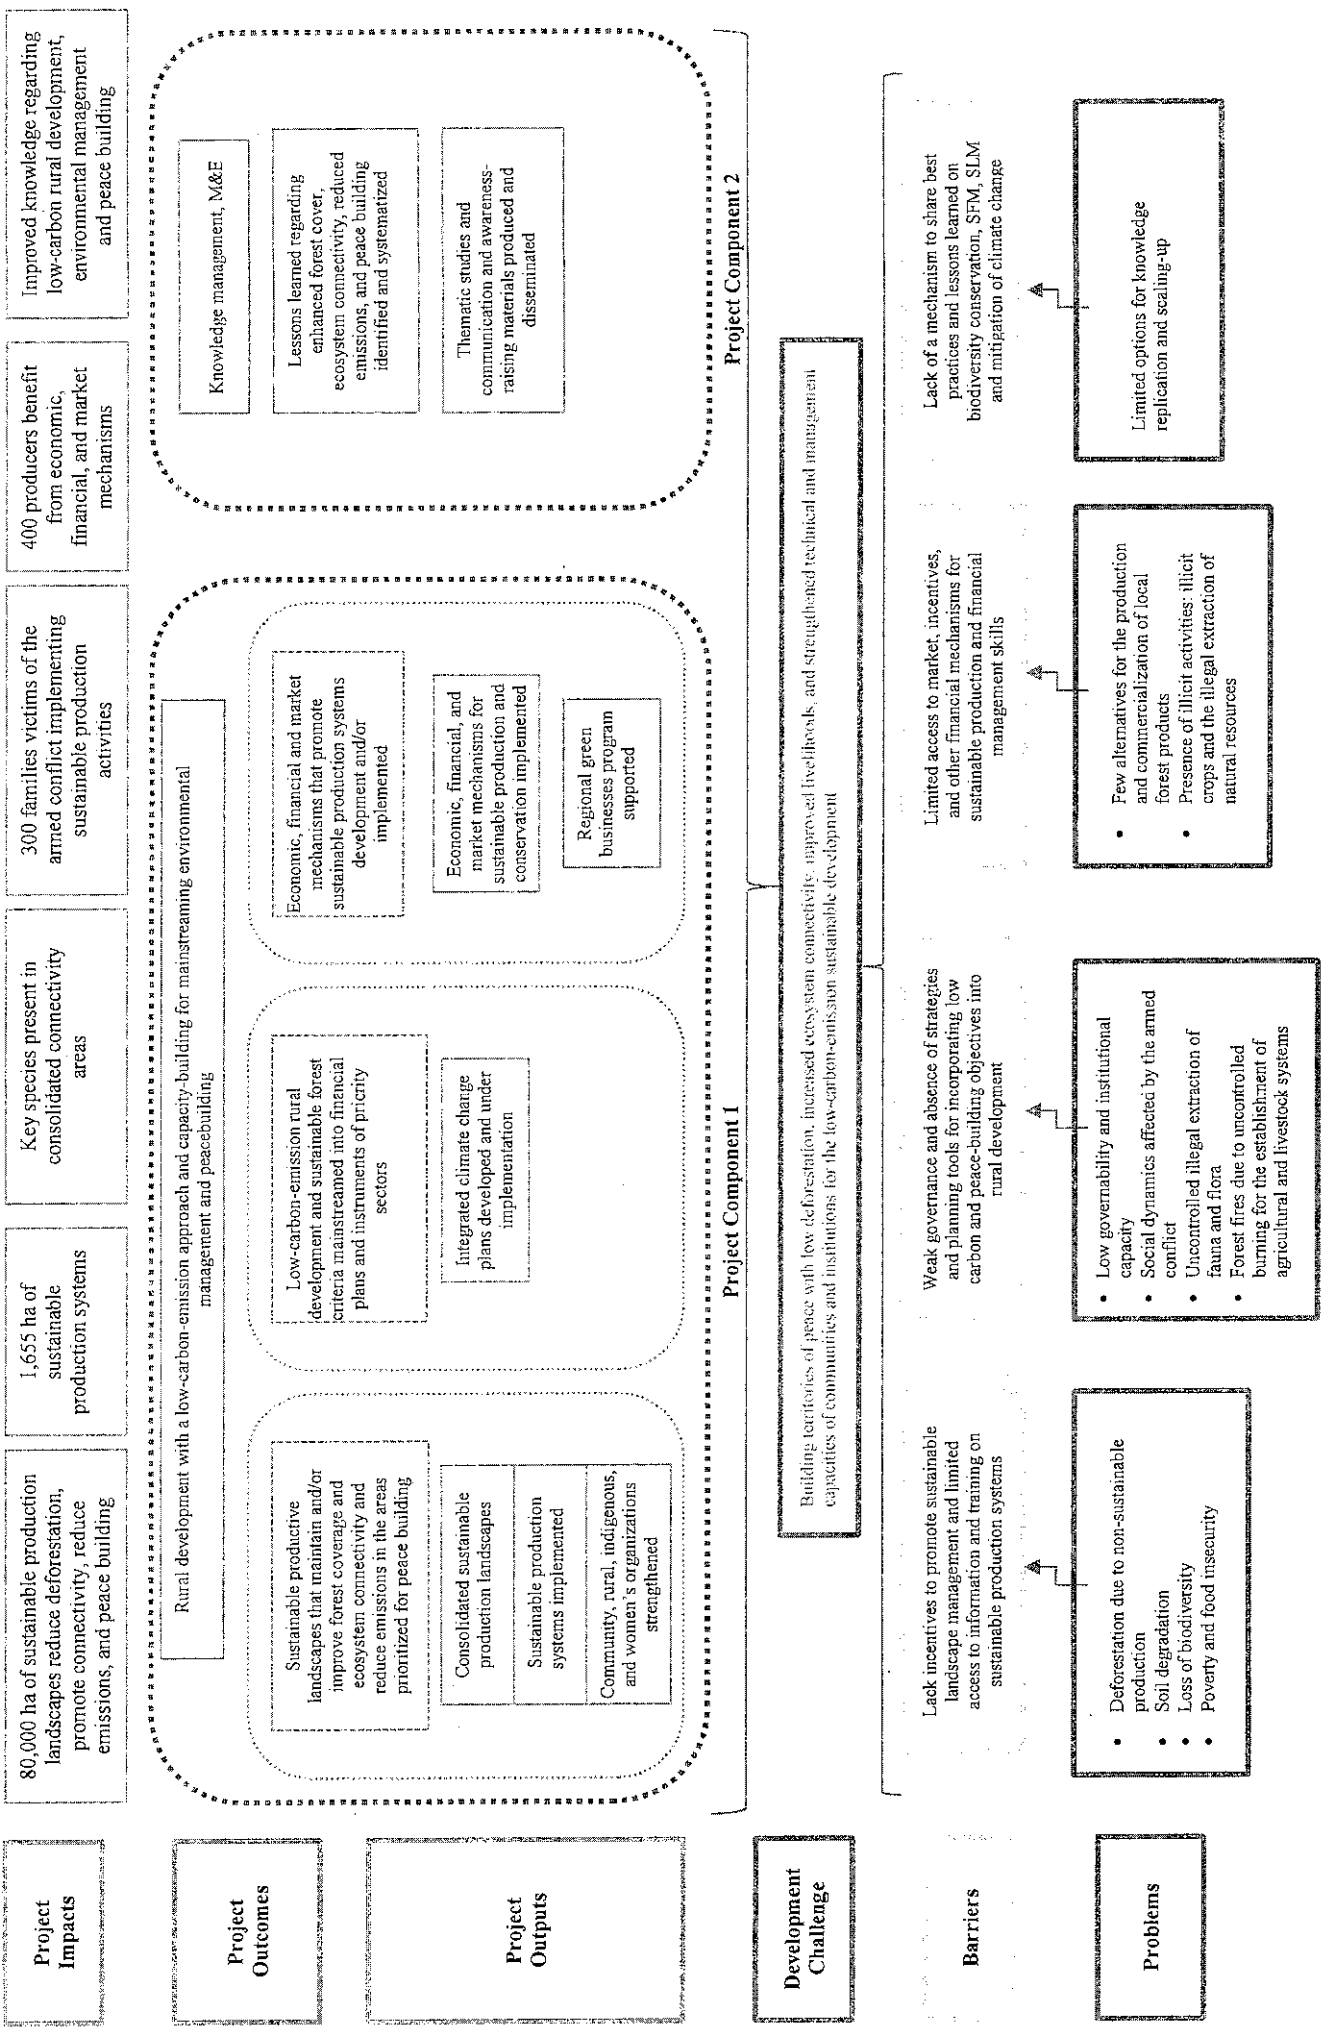 Project
Impacts
80,000 ha of sustainable production
landscapes reduce deforestation,
promote connectivity, reduce
emissions, and peace building
1,655 ha of
sustainable
production systems
Key species present in
consolidated connectivity
areas
300 families victims of the
armed conflict implementing
sustainable production
activities
400 producers benefit
from economic,
financial, and market
mechanisms
Improved knowledge regarding
low-carbon rural development,
environmental management
and peace building
Project
Outcomes
Rural development with a low-carbon-emission approach and capacity-building for mainstreaming environmental
management and peacebuilding
Sustainable productive
landscapes that maintain and/or
improve forest coverage and
ecosystem connectivity and
reduce emissions in the areas
prioritized for peace building
Low-carbon-emission rural
development and sustainable forest
criteria mainstreamed into financial
plans and instruments of priority
sectors
Economic, financial and market
mechanisms that promote
sustainable production systems
development and/or
implemented
Knowledge management, M&E
Project
Outputs
Consolidated sustainable
production landscapes
Sustainable production
systems implemented
Community, rural, indigenous,
and women's organizations
strengthened
Integrated climate change
plans developed and under
implementation
Economic, financial, and
market mechanisms for
sustainable production and
conservation implemented
Regional green
businesses program
supported
Lessons learned regarding
enhanced forest cover,
ecosystem connectivity, reduced
emissions, and peace building
identified and systematized
Thematic studies and
communication and awareness-
raising materials produced and
disseminated
Project Component 1
Project Component 2
Development
Challenge
Building territories of peace with low deforestation, increased ecosystem connectivity, improved livelihoods, and strengthened technical and management
capacities of communities and institutions for the low-carbon-emission sustainable development
Barriers
Lack incentives to promote sustainable
landscape management and limited
access to information and training on
sustainable production systems
Weak governance and absence of strategies
and planning tools for incorporating low
carbon and peace-building objectives into
rural development
Limited access to market, incentives,
and other financial mechanisms for
sustainable production and financial
management skills
Lack of a mechanism to share best
practices and lessons learned on
biodiversity conservation, SFM, SLM
and mitigation of climate change
Problems
• Deforestation due to non-sustainable
production
• Soil degradation
• Loss of biodiversity
• Poverty and food insecurity
• Low governability and institutional
capacity
• Social dynamics affected by the armed
conflict
• Uncontrolled illegal extraction of
fauna and flora
• Forest fires due to uncontrolled
burning for the establishment of
agricultural and livestock systems
• Few alternatives for the production
and commercialization of local
forest products
• Presence of illicit activities: illicit
crops and the illegal extraction of
natural resources
Limited options for knowledge
replication and scaling-up